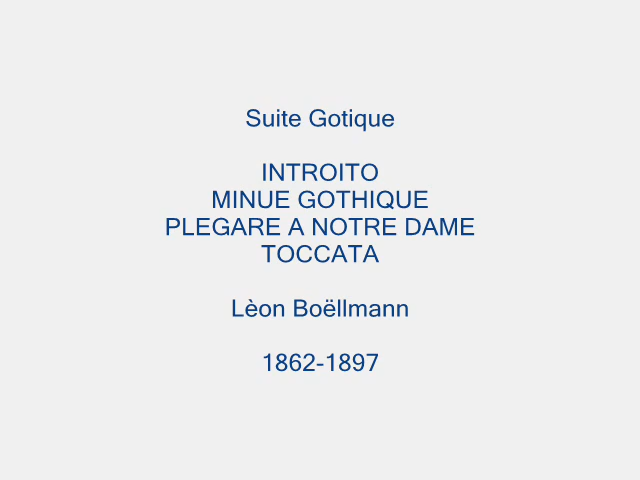 Suite Gotique
INTROITO
MINUE GOTHIQUE
PLEGARE A NOTRE DAME
TOCCATA
Lèon Boëllmann
1862-1897